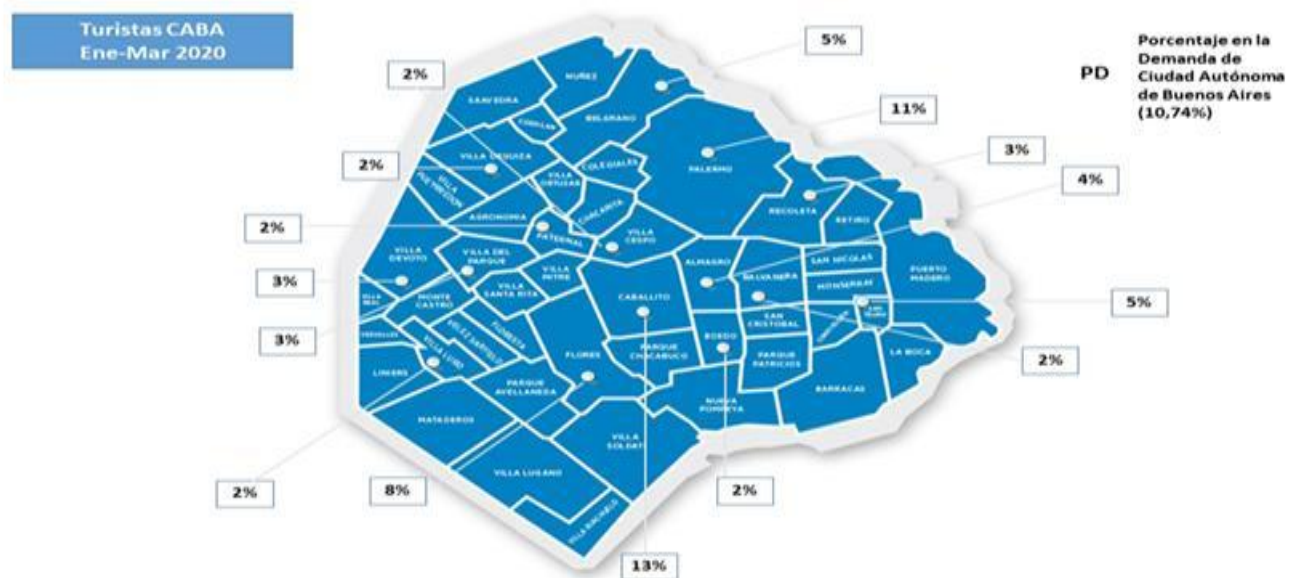 Turistas CABA
Ene-Mar 2020
PD
Porcentaje en la
Demanda de
Ciudad Autónoma
de Buenos Aires
(10,74%)
5%
2%
11%
3%
4%
2%
2%
3%
3%
5%
2%
2%
8%
2%
13%
NUÑEZ
SAAVEDRA
COGHLAN
BELGRANO
VILLA URQUIZA
COLEGIALES
PALERMO
VILLA
PUEYRREDON
VILLA
ORTUZAR
CHACARITA
RECOLETA
RETIRO
AGRONOMIA
PATERNAL
VILLA
CESPO
VILLA
DEVOTO
VILLA DEL
PARQUE
ALMAGRO
SAN NICOLAS
BALVANERA
PUERTO
MADERO
VILLA
MITRE
VILLA
REAL
MONTE
CASTRO
VILLA
SANTA RITA
CABALLITO
MONSERRAT
SAN
CRISTOBAL
VERSALLES
VELEZ SARFIELD
FLORESTA
BOEDO
LINIERS
VILLA LURO
FLORES
PARQUE
CHACABUCO
PARQUE
PATRICIOS
LA BOCA
PARQUE
AVELLANEDA
BARRACAS
MATADEROS
NUEVA
POMPEYA
VILLA
SOLDATI
VILLA LUGANO
VILLA RIACHUELO